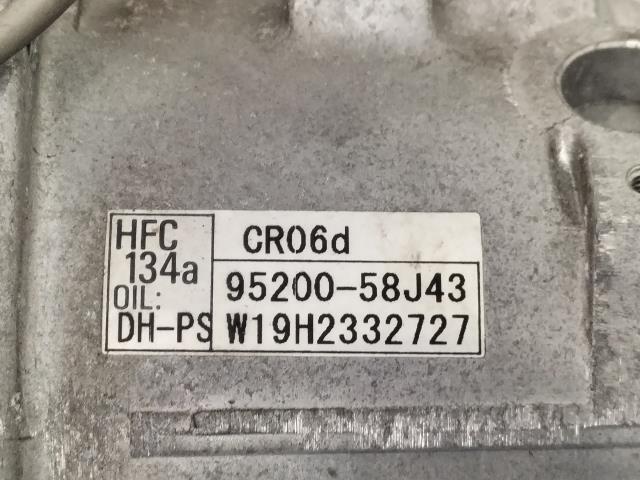 HFC
134a
OIL:
DH-PS
CR06d
95200-58J43
W19H2332727